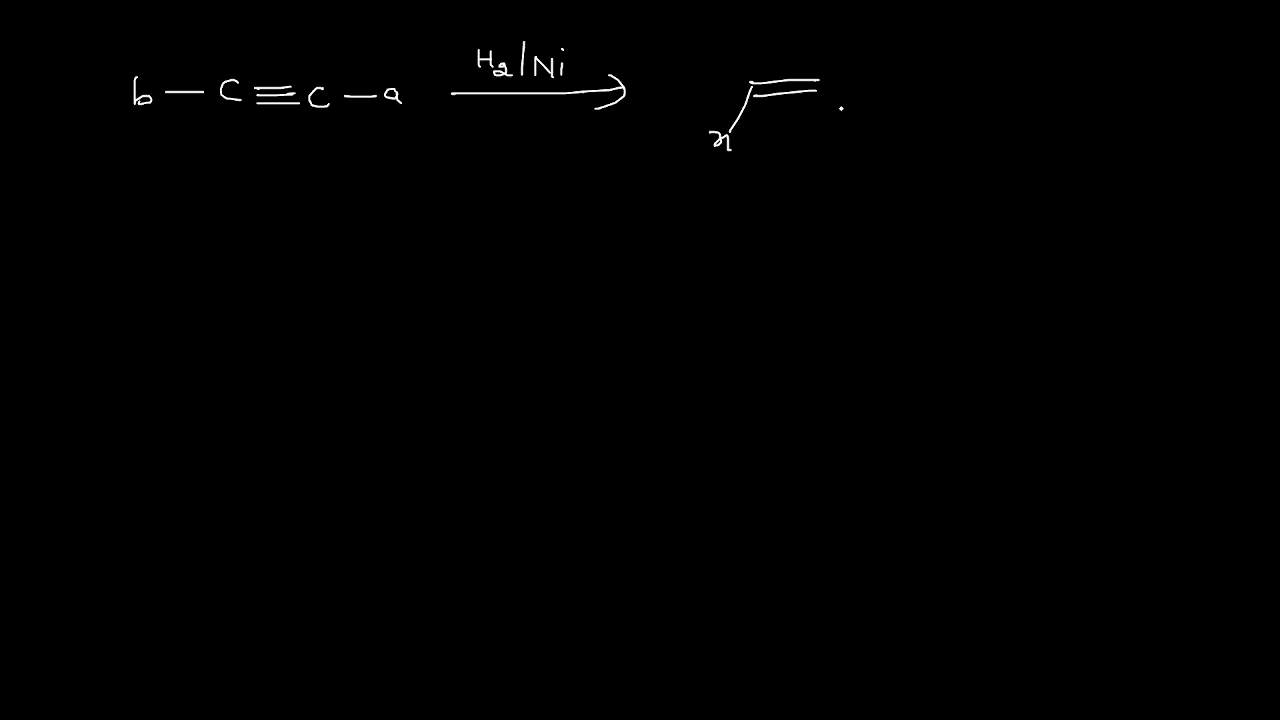 b — C ≡ C — a  H₂/Ni →  x